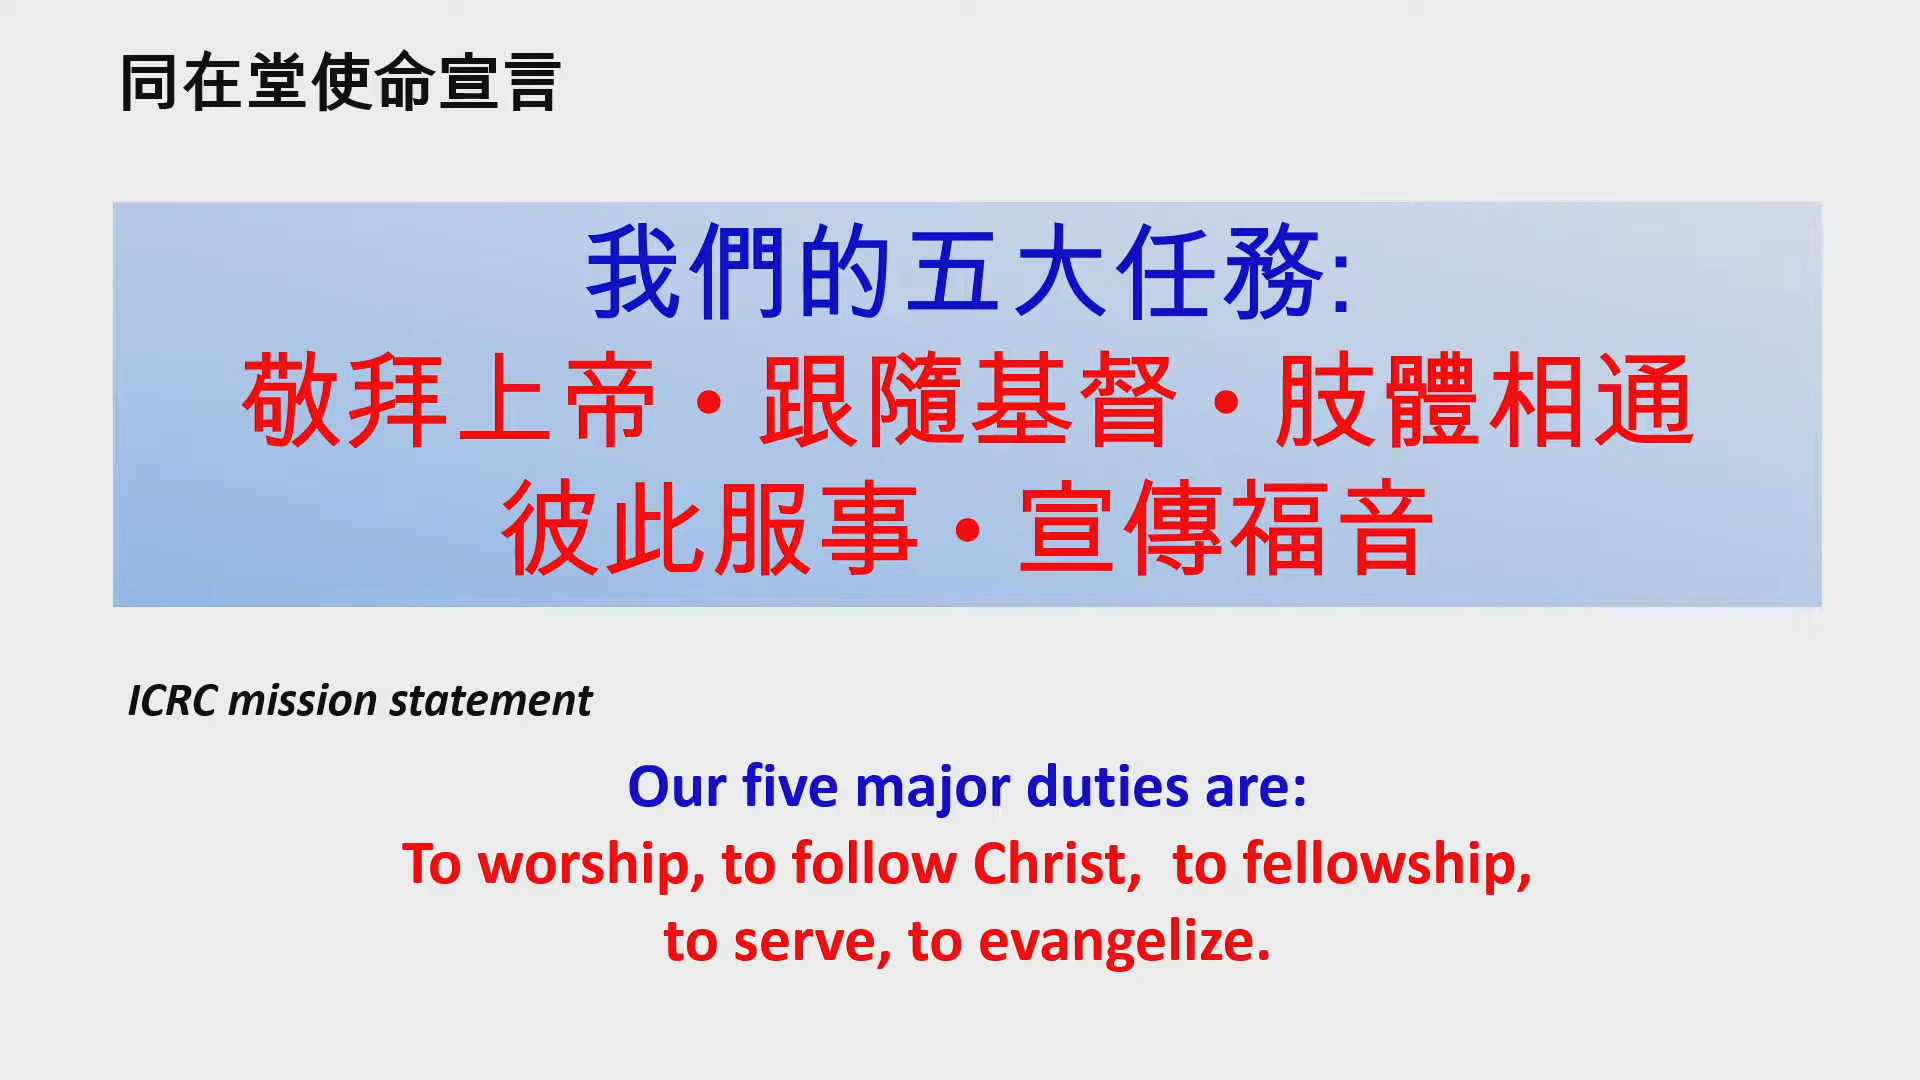 同在堂使命宣言
我們的五大任務:
敬拜上帝・跟隨基督・肢體相通
彼此服事・宣傳福音
ICRC mission statement
Our five major duties are:
To worship, to follow Christ,  to fellowship,
to serve, to evangelize.